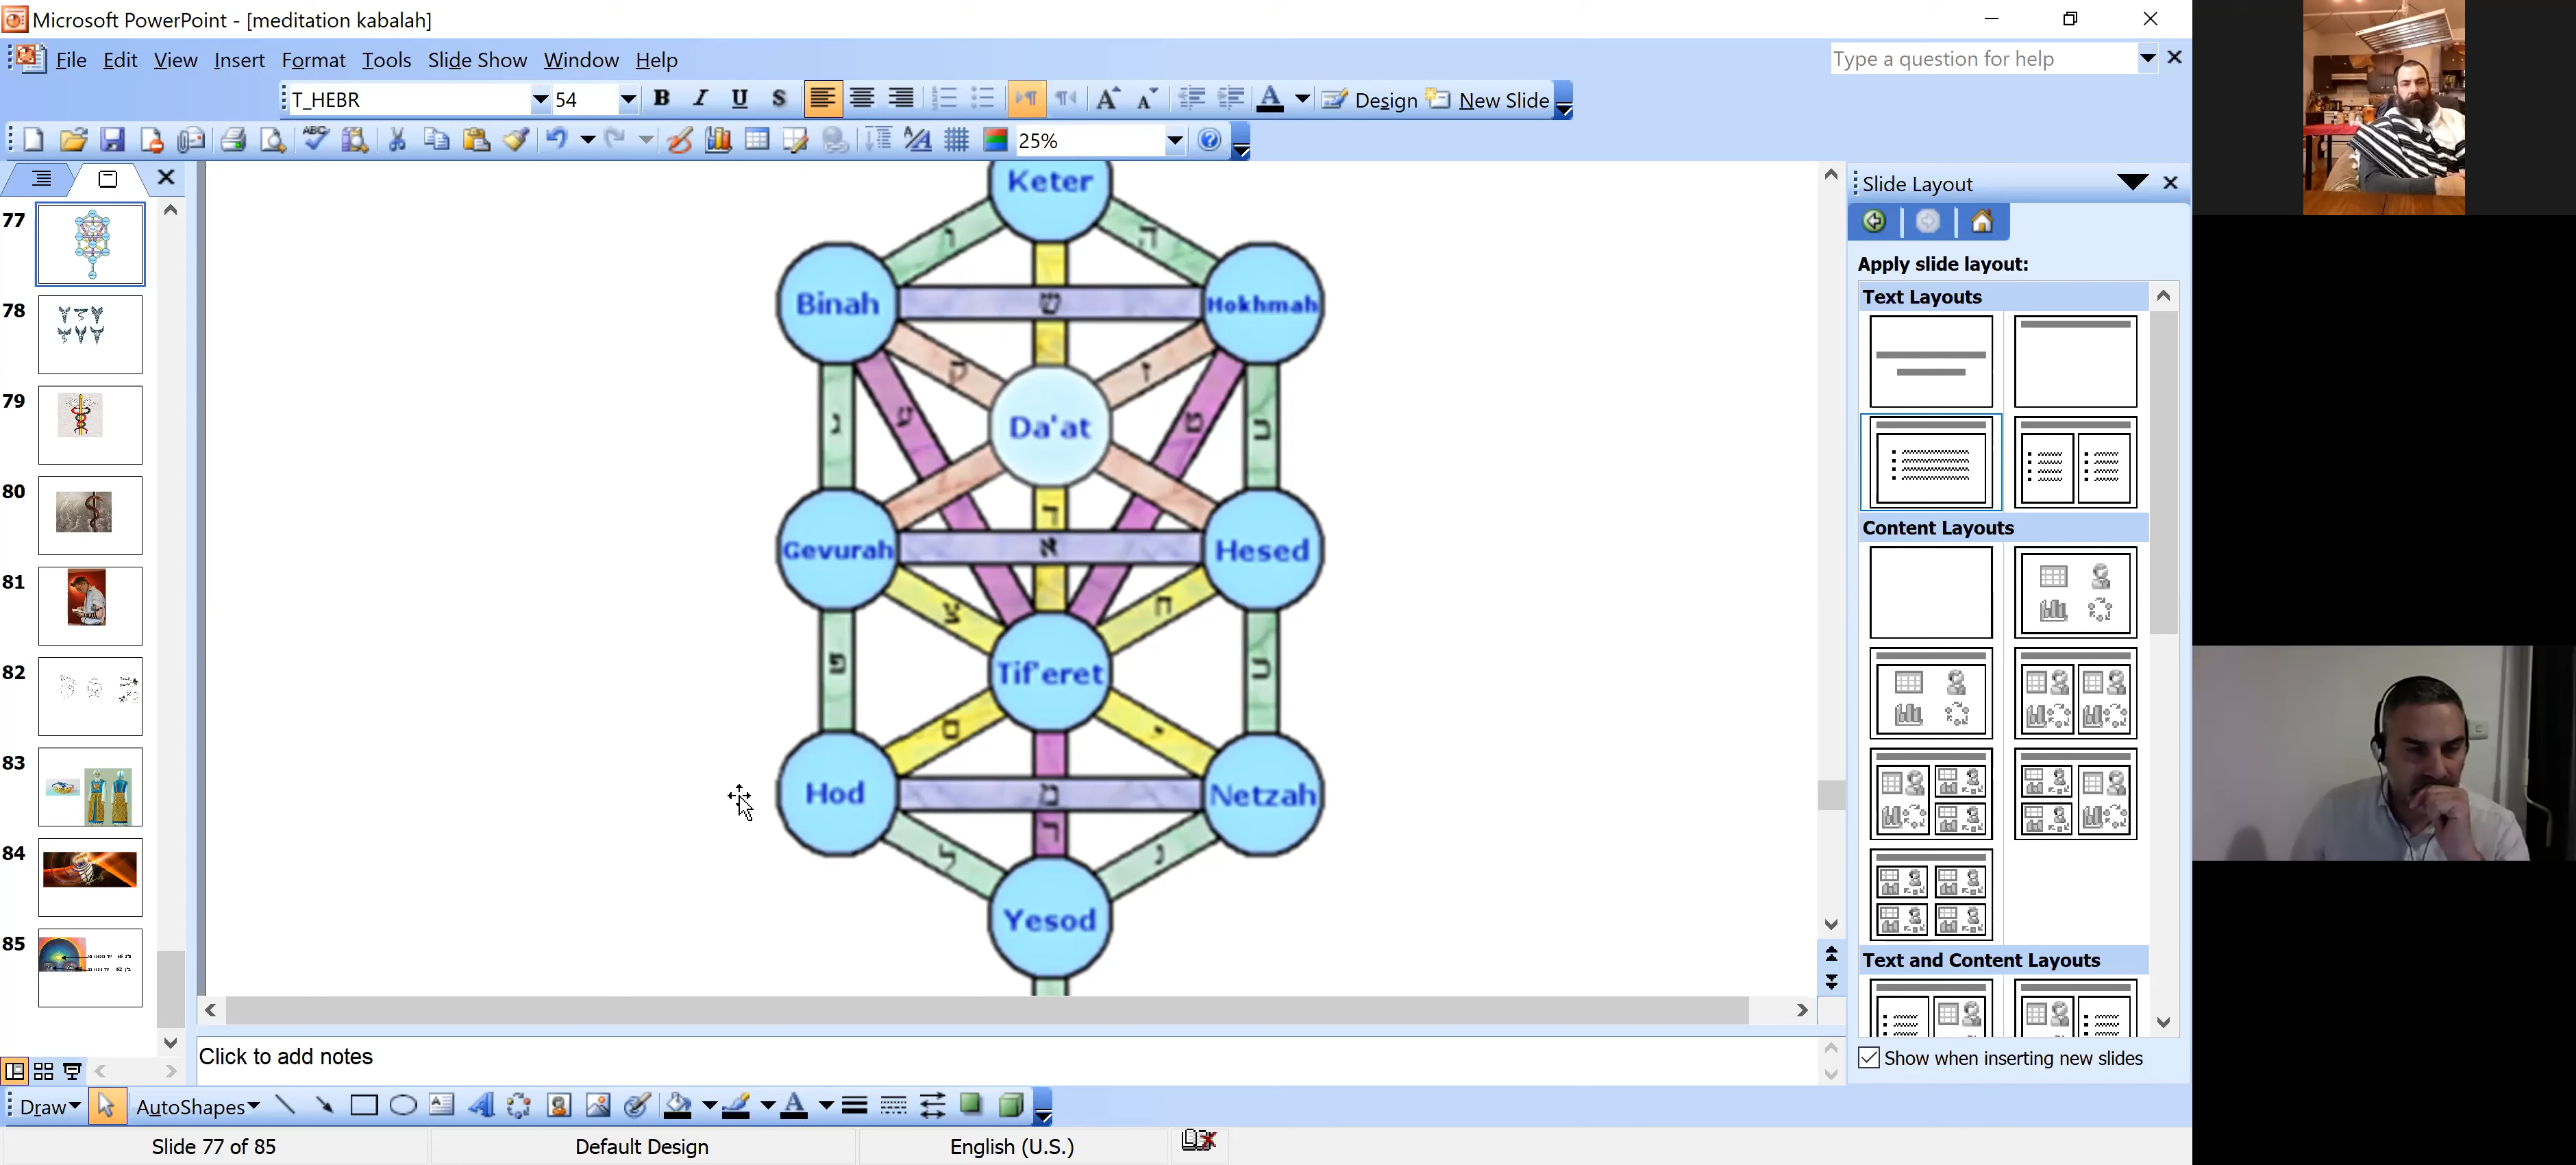 Microsoft PowerPoint - [meditation kabalah]
File Edit View Insert Format Tools Slide Show Window Help
Type a question for help
T_HEBR 54 B I U S A A A Design New Slide
ABC 25%
Slide Layout
Apply slide layout:
Text Layouts
Content Layouts
Text and Content Layouts
Show when inserting new slides
77
78
79
80
81
82
83
84
85
Keter
ו ה
Binah ש Hokhmah
ק ז
ע ט
Da'at
ד
Gevurah א Hesed
צ ח
פ
Tif'eret
ס י
Hod מ Netzah
ר
ל נ
Yesod
Click to add notes
Draw AutoShapes A
Slide 77 of 85 Default Design English (U.S.)